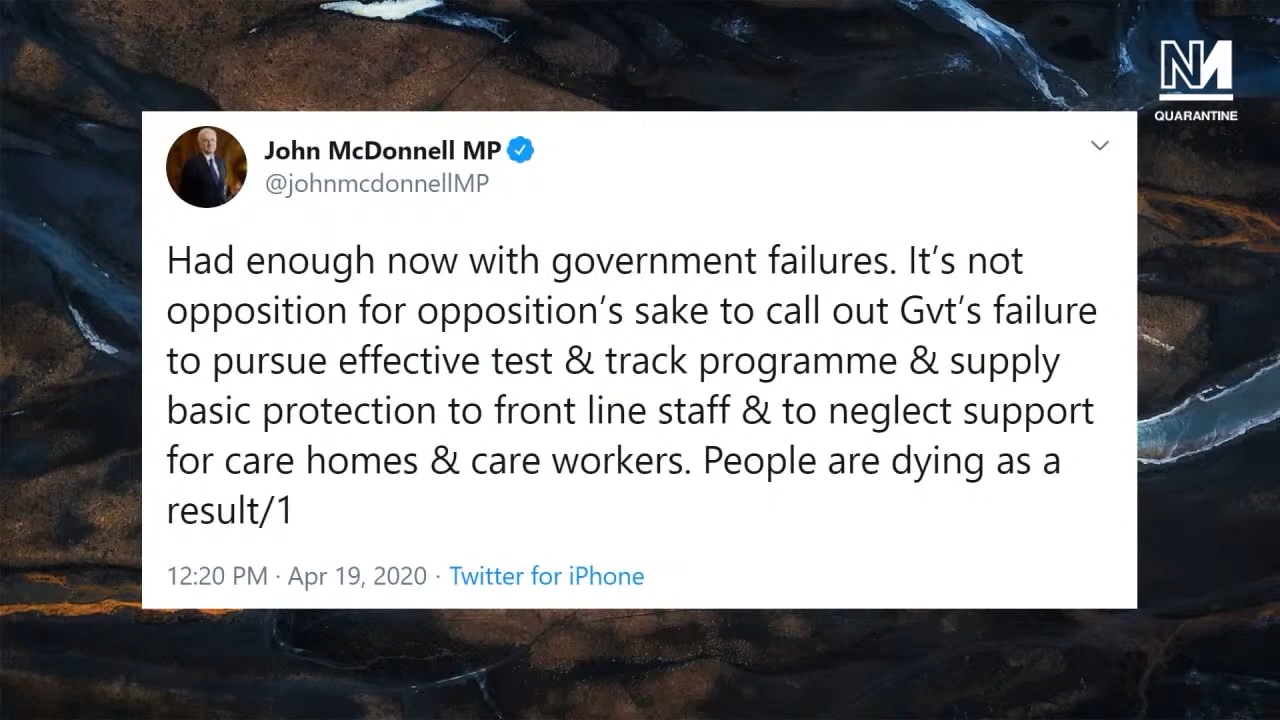 NM
QUARANTINE
John McDonnell MP
@johnmcdonnellMP
Had enough now with government failures. It’s not
opposition for opposition’s sake to call out Gvt’s failure
to pursue effective test & track programme & supply
basic protection to front line staff & to neglect support
for care homes & care workers. People are dying as a
result/1
12:20 PM · Apr 19, 2020 · Twitter for iPhone